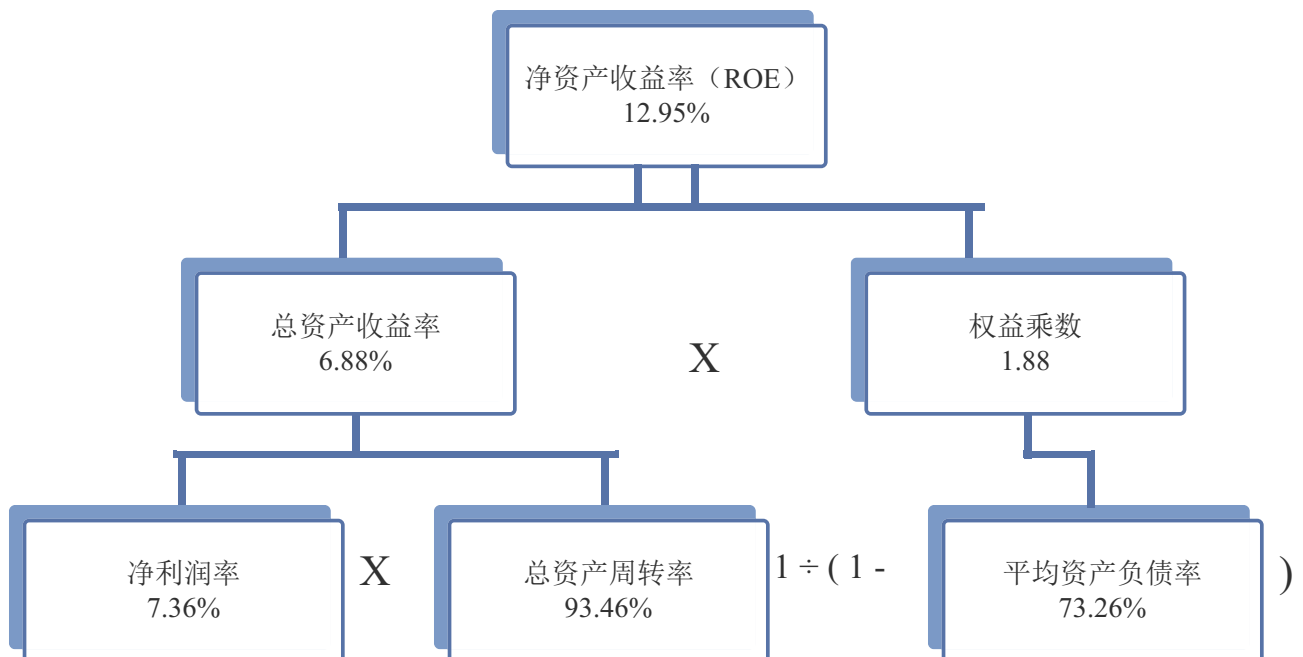 净资产收益率（ROE）
12.95%
总资产收益率
6.88%
X
权益乘数
1.88
净利润率
7.36%
X
总资产周转率
93.46%
1 ÷ ( 1 -
平均资产负债率
73.26%
)